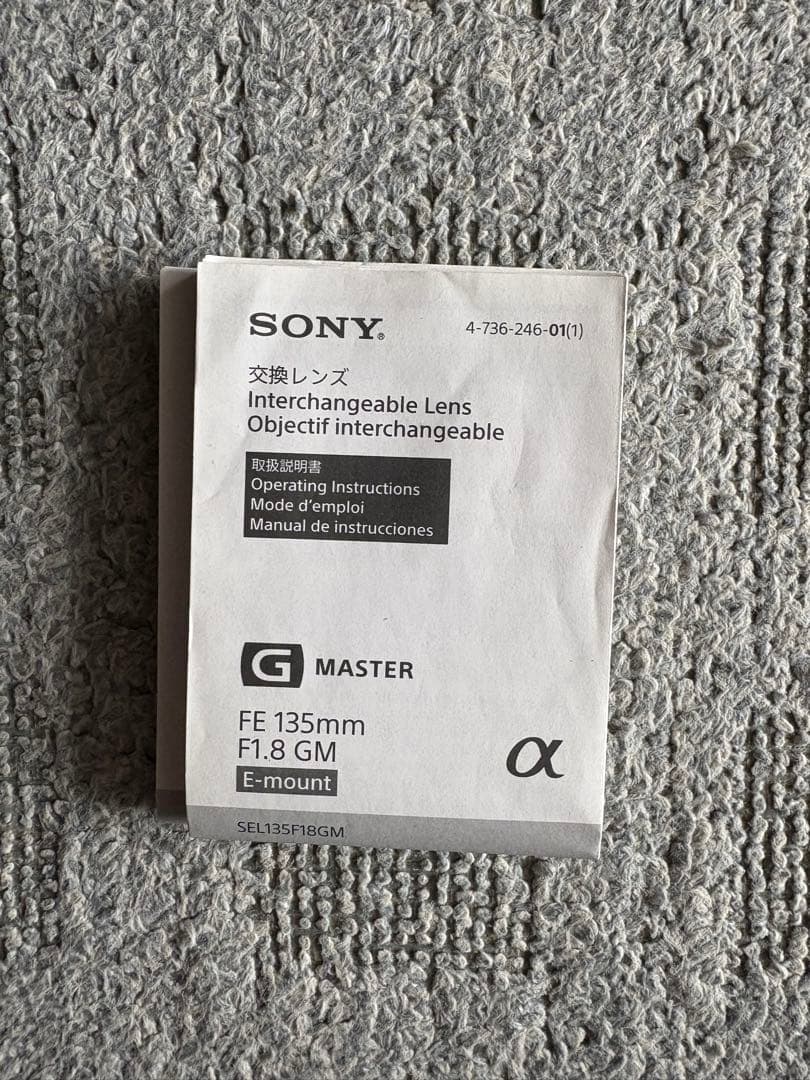 SONY®
4-736-246-01(1)
交換レンズ
Interchangeable Lens
Objectif interchangeable
取扱説明書
Operating Instructions
Mode d'emploi
Manual de instrucciones
G MASTER
FE 135mm
F1.8 GM
α
E-mount
SEL135F18GM